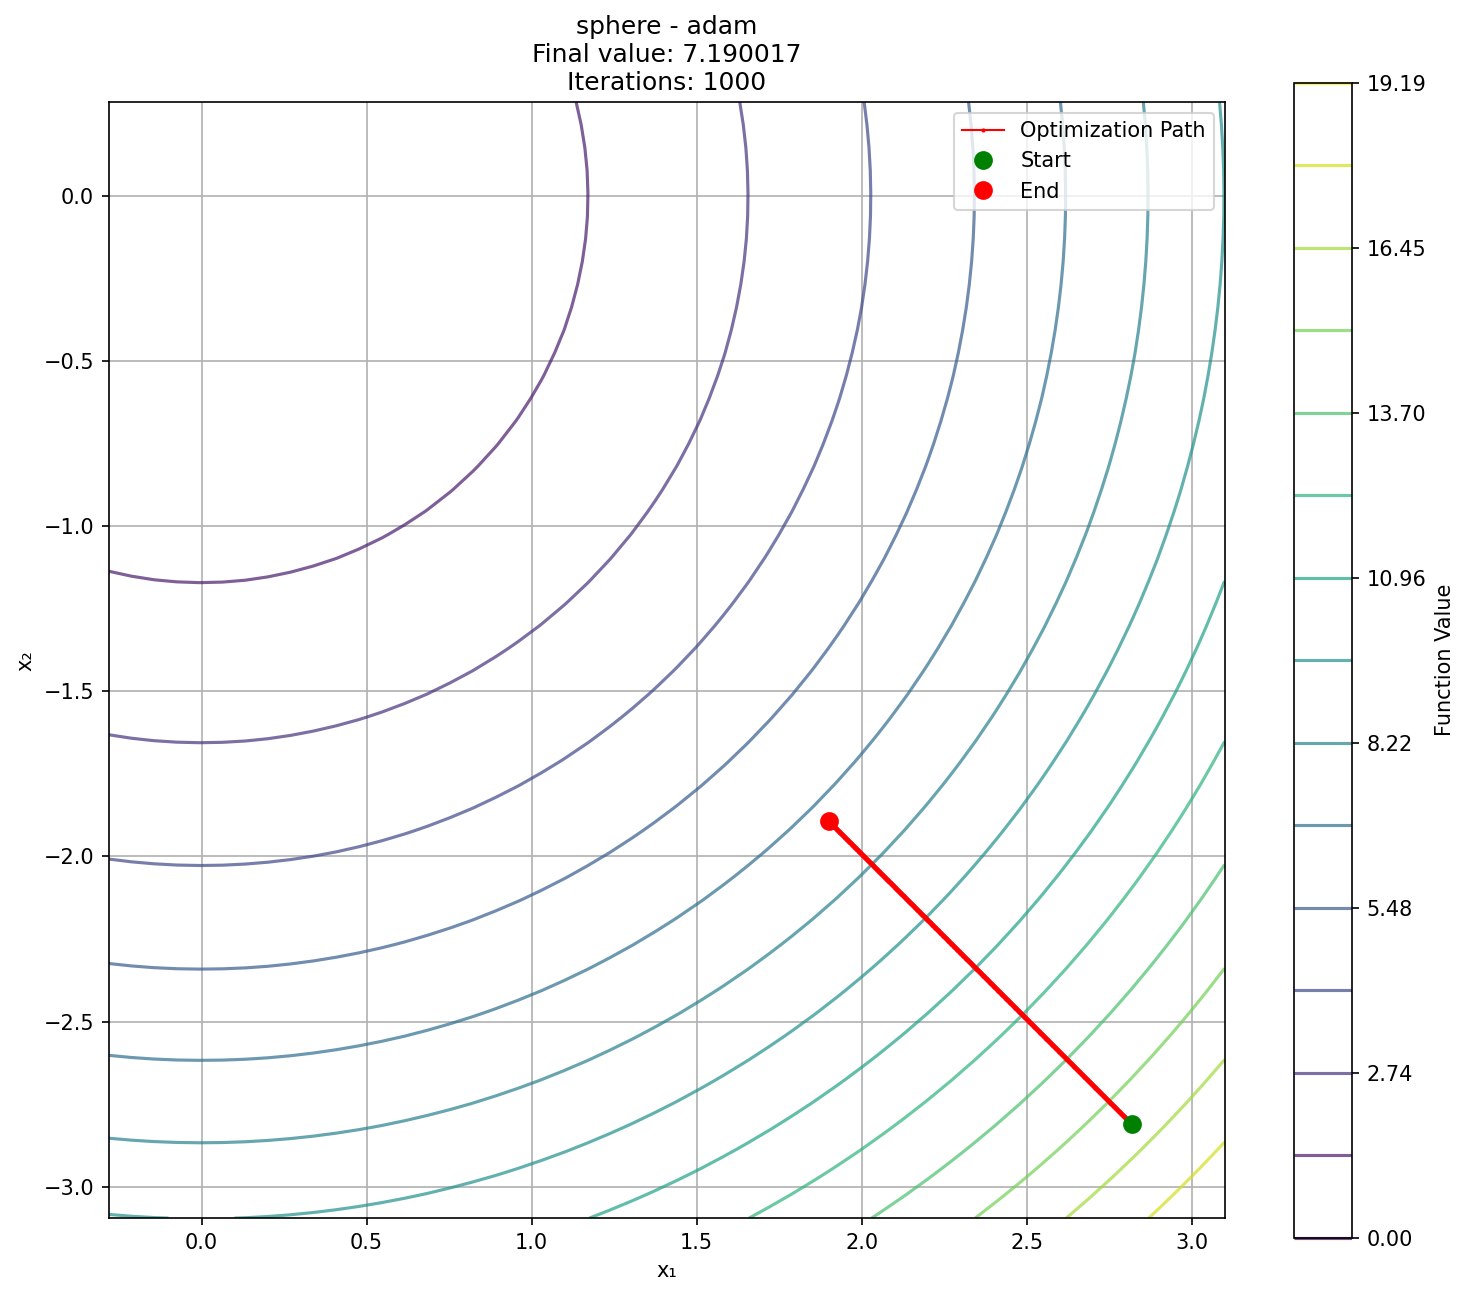 sphere - adam
Final value: 7.190017
Iterations: 1000
Optimization Path
Start
End
0.0
−0.5
−1.0
−1.5
−2.0
−2.5
−3.0
x₂
0.0
0.5
1.0
1.5
2.0
2.5
3.0
x₁
19.19
16.45
13.70
10.96
8.22
5.48
2.74
0.00
Function Value